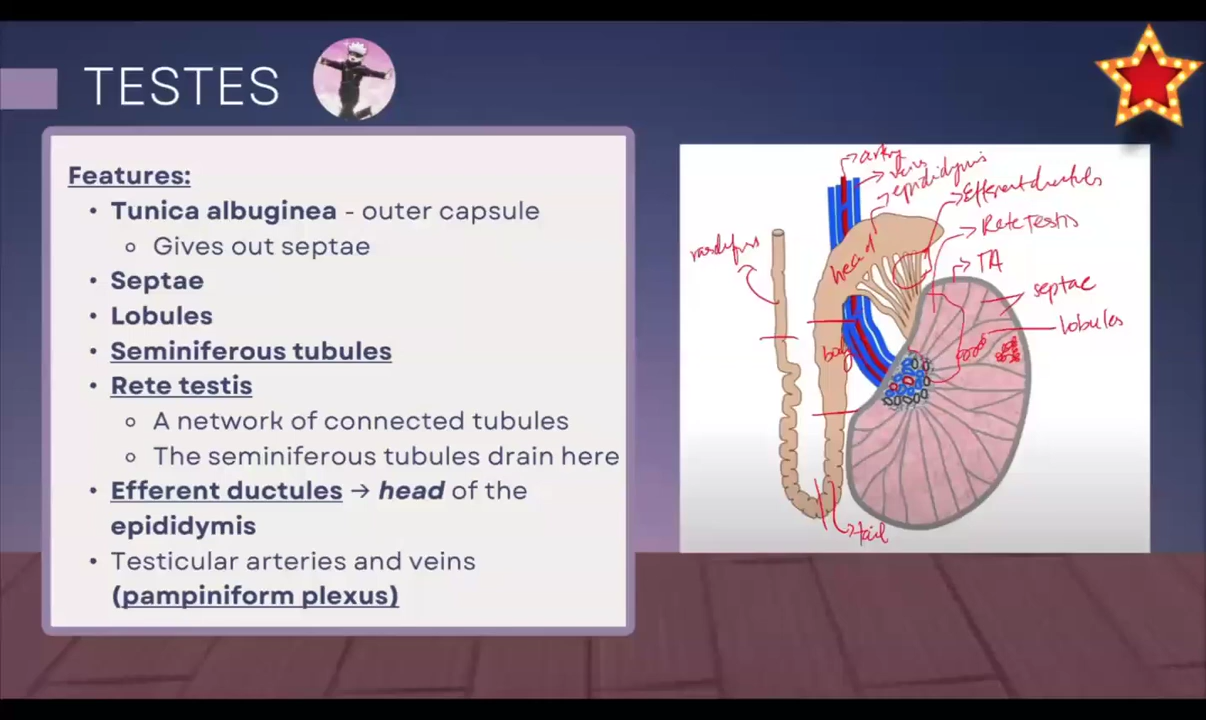 TESTES
Features:
• Tunica albuginea - outer capsule
◦ Gives out septae
• Septae
• Lobules
• Seminiferous tubules
• Rete testis
◦ A network of connected tubules
◦ The seminiferous tubules drain here
• Efferent ductules → head of the
epididymis
• Testicular arteries and veins
(pampiniform plexus)
veins
epididymis
Efferent ductules
Rete Testis
TA
septae
lobules
head
body
tail